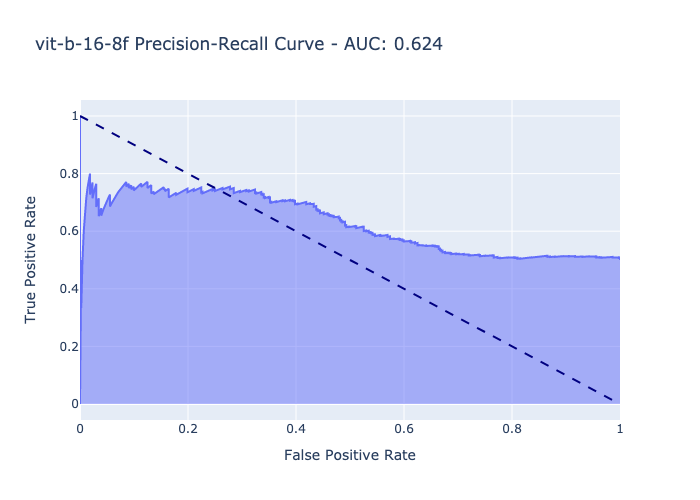 vit-b-16-8f Precision-Recall Curve - AUC: 0.624
True Positive Rate
1
0.8
0.6
0.4
0.2
0
0 0.2 0.4 0.6 0.8 1
False Positive Rate